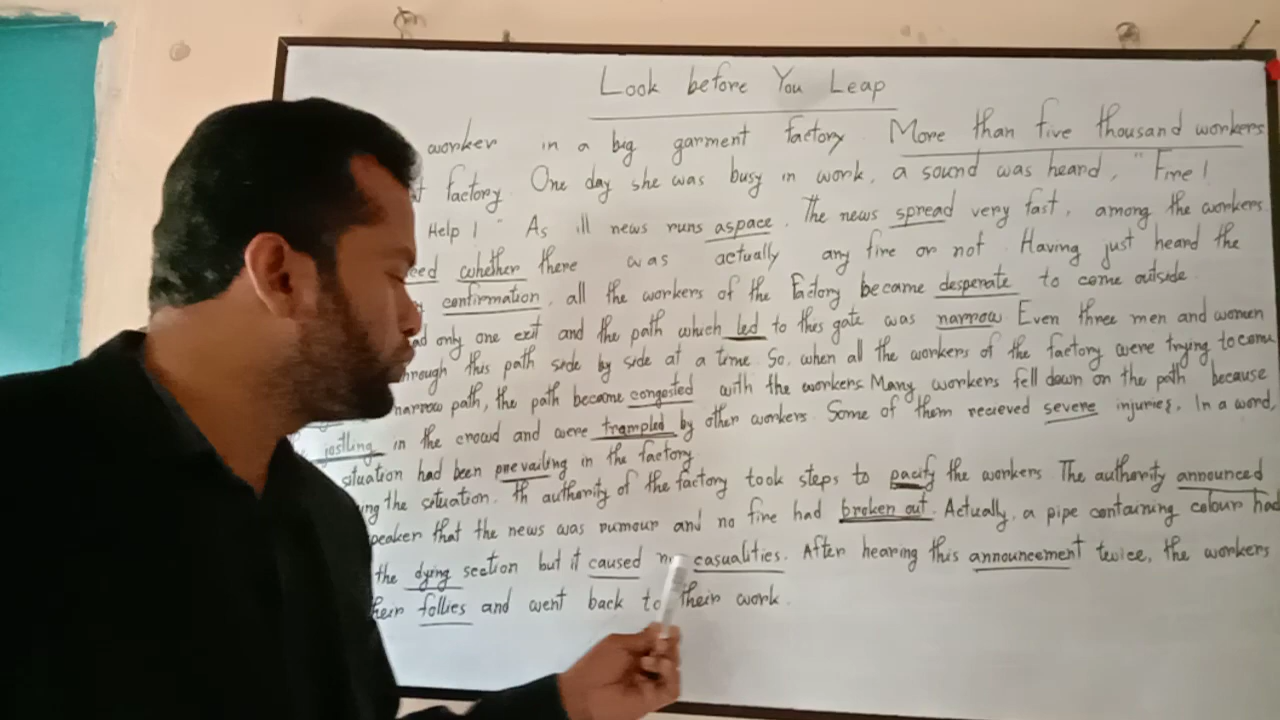 Look before You Leap
worker in a big garment factory. More than five thousand workers
factory. One day she was busy in work, a sound was heard, "Fire!
Help!" As ill news runs aspace. The news spread very fast, among the workers.
whether there was actually any fire or not. Having just heard the
confirmation, all the workers of the factory became desperate to come outside.
only one exit and the path which led to this gate was narrow. Even three men and women
this path side by side at a time. So, when all the workers of the factory were trying to come
narrow path, the path became congested with the workers. Many workers fell down on the path because
jostling in the crowd and were trampled by other workers. Some of them recieved severe injuries. In a word,
situation had been prevailing in the factory.
the situation. Th authority of the factory took steps to pacify the workers. The authority announced
that the news was rumour and no fire had broken out. Actually, a pipe containing colour had
the dying section but it caused no casualities. After hearing this announcement twice, the workers
follies and went back to their work.